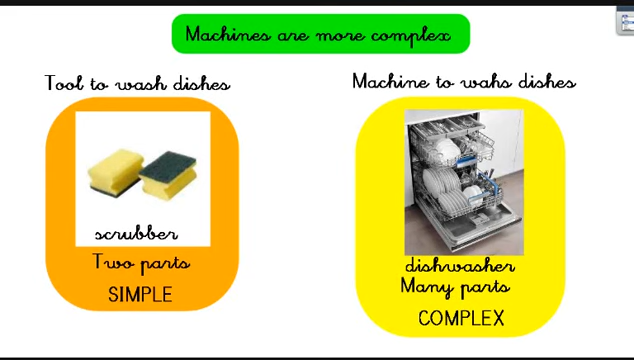 Machines are more complex
Tool to wash dishes
scrubber
Two parts
SIMPLE
Machine to wahs dishes
dishwasher
Many parts
COMPLEX